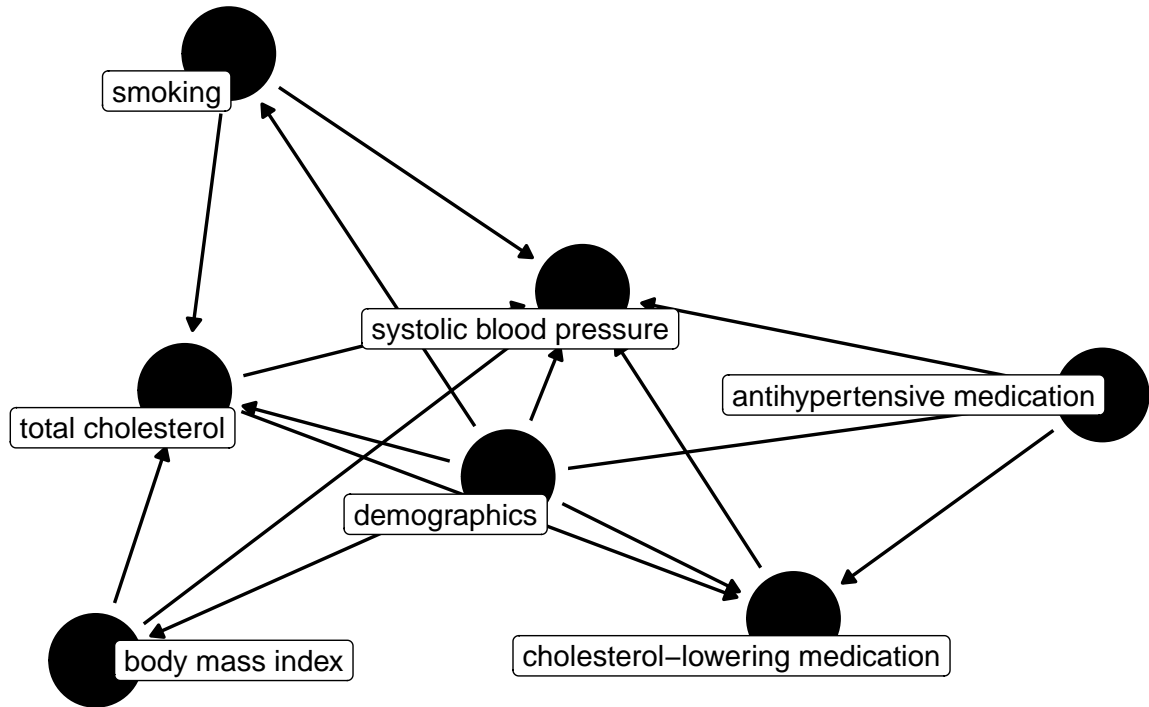 smoking
systolic blood pressure
antihypertensive medication
total cholesterol
demographics
body mass index
cholesterol−lowering medication